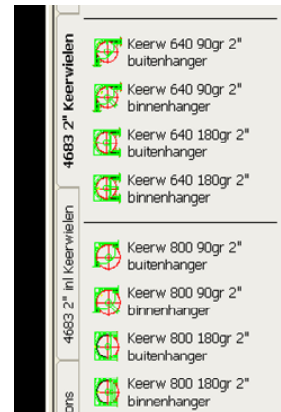 4683 2" Keerwielen
4683 2" inl Keerwielen
ons
Keerw 640 90gr 2"
buitenhanger
Keerw 640 90gr 2"
binnenhanger
Keerw 640 180gr 2"
buitenhanger
Keerw 640 180gr 2"
binnenhanger
Keerw 800 90gr 2"
buitenhanger
Keerw 800 90gr 2"
binnenhanger
Keerw 800 180gr 2"
buitenhanger
Keerw 800 180gr 2"
binnenhanger